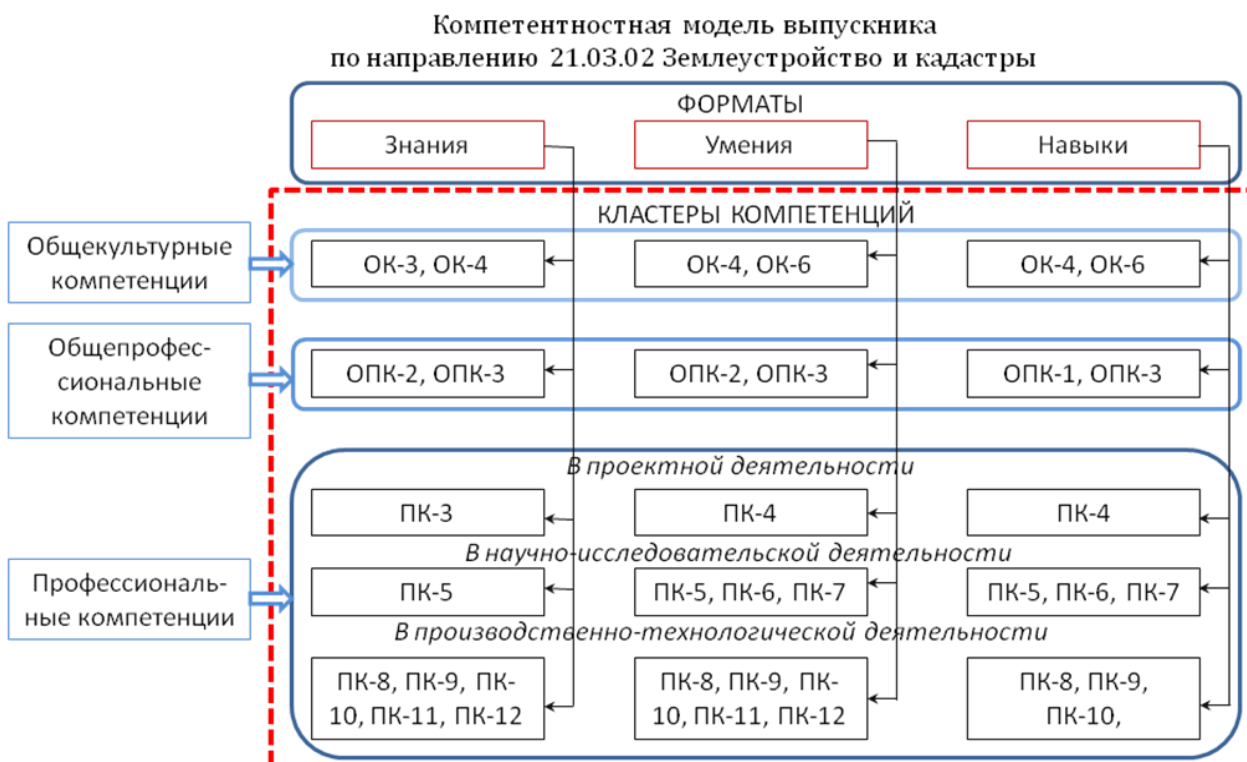 Компетентностная модель выпускника
по направлению 21.03.02 Землеустройство и кадастры
ФОРМАТЫ
Знания
Умения
Навыки
КЛАСТЕРЫ КОМПЕТЕНЦИЙ
Общекультурные
компетенции
ОК-3, ОК-4
ОК-4, ОК-6
ОК-4, ОК-6
Общепрофес-
сиональные
компетенции
ОПК-2, ОПК-3
ОПК-2, ОПК-3
ОПК-1, ОПК-3
Профессиональ-
ные компетенции
В проектной деятельности
ПК-3
ПК-4
ПК-4
В научно-исследовательской деятельности
ПК-5
ПК-5, ПК-6, ПК-7
ПК-5, ПК-6, ПК-7
В производственно-технологической деятельности
ПК-8, ПК-9, ПК-
10, ПК-11, ПК-12
ПК-8, ПК-9, ПК-
10, ПК-11, ПК-12
ПК-8, ПК-9,
ПК-10,